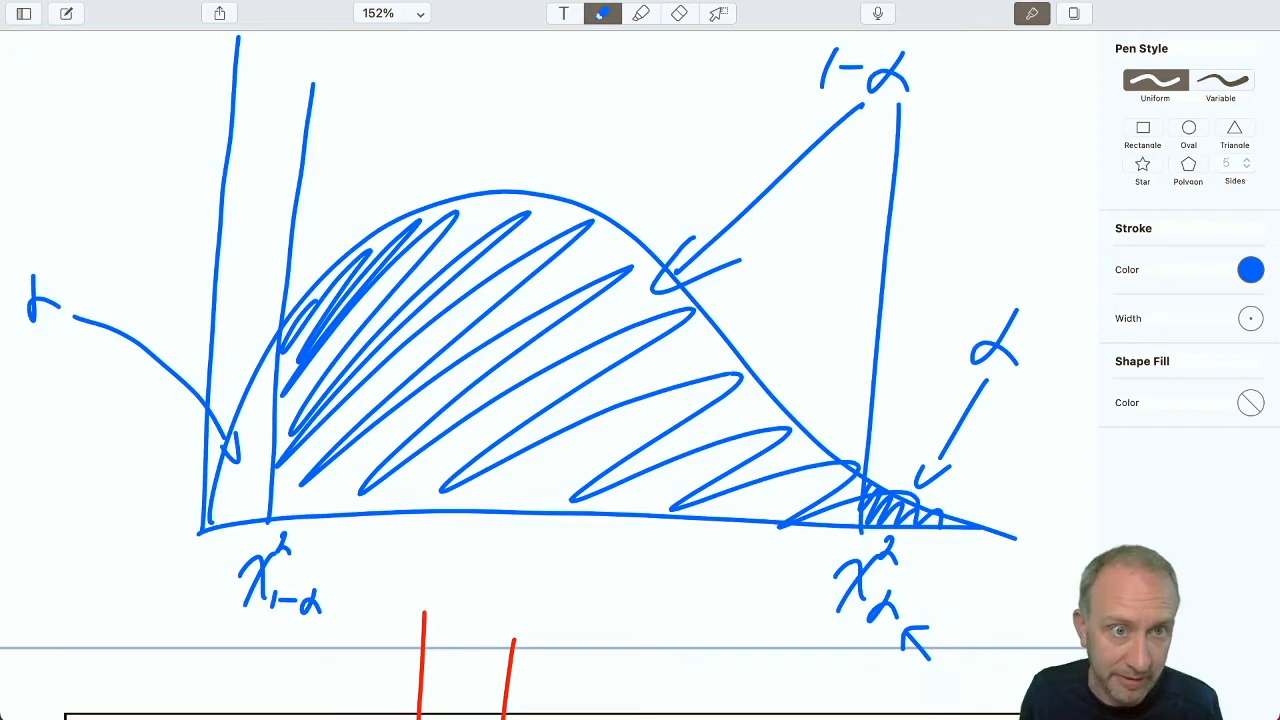 152%
T
Pen Style
Uniform
Variable
Rectangle
Oval
Triangle
Star
Polygon
5
Sides
Stroke
Color
Width
Shape Fill
Color
1-α
α
χ²1-α
χ²α